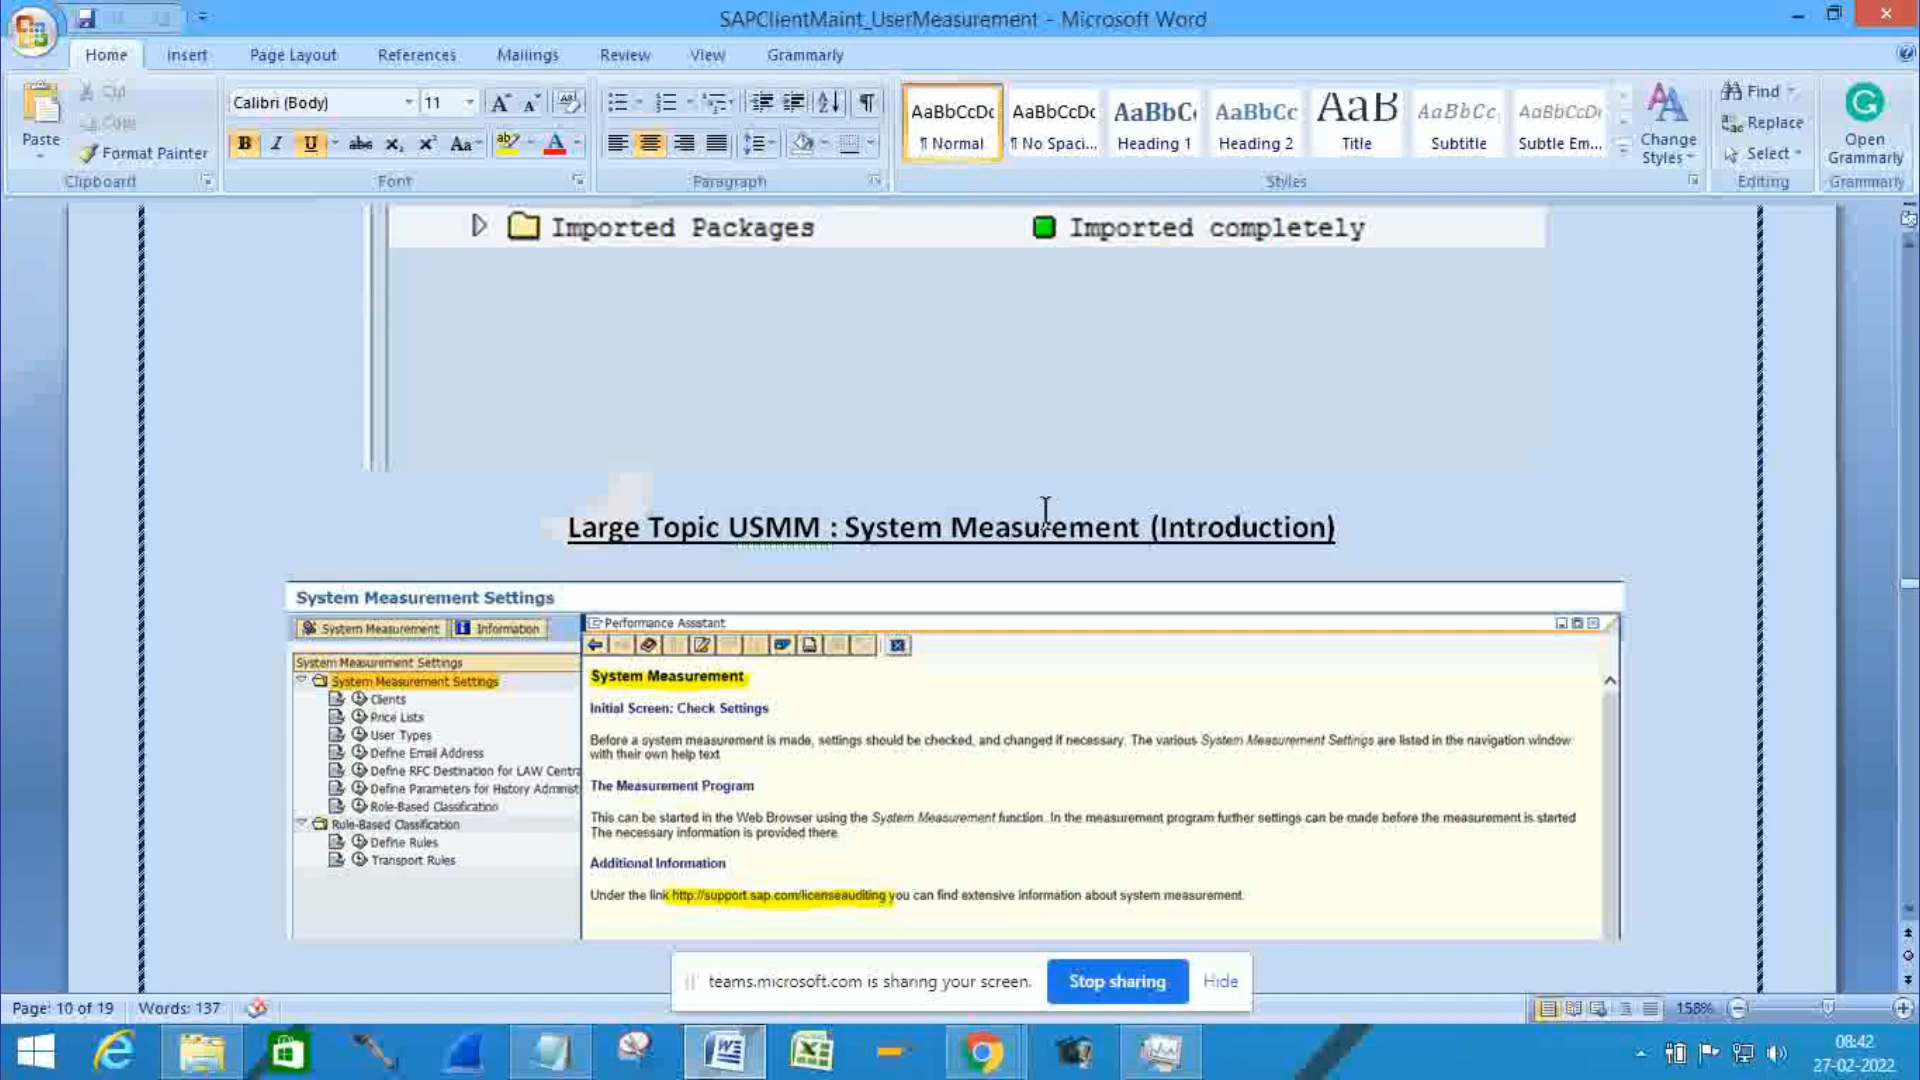 SAPClientMaint_UserMeasurement - Microsoft Word
Home Insert Page Layout References Mailings Review View Grammarly
Paste
Cut
Copy
Format Painter
Clipboard
Calibri (Body) 11
Font
Paragraph
AaBbCcDc AaBbCcDc AaBbC AaBbCc AaB AaBbCc. AaBbCcDi
¶ Normal ¶ No Spaci... Heading 1 Heading 2 Title Subtitle Subtle Em...
Change Styles
Styles
Find
Replace
Select
Editing
Open Grammarly
Grammarly
Imported Packages Imported completely
Large Topic USMM : System Measurement (Introduction)
System Measurement Settings
System Measurement Information
System Measurement Settings
System Measurement Settings
Clients
Price Lists
User Types
Define Email Address
Define RFC Destination for LAW Centra
Define Parameters for History Administ
Role-Based Classification
Rule-Based Classification
Define Rules
Transport Rules
Performance Assistant
System Measurement
Initial Screen: Check Settings
Before a system measurement is made, settings should be checked, and changed if necessary. The various System Measurement Settings are listed in the navigation window
with their own help text
The Measurement Program
This can be started in the Web Browser using the System Measurement function. In the measurement program further settings can be made before the measurement is started
The necessary information is provided there
Additional Information
Under the link http://support.sap.com/licenseauditing you can find extensive information about system measurement.
teams.microsoft.com is sharing your screen. Stop sharing Hide
Page: 10 of 19 Words: 137 158%
08:42
27-02-2022